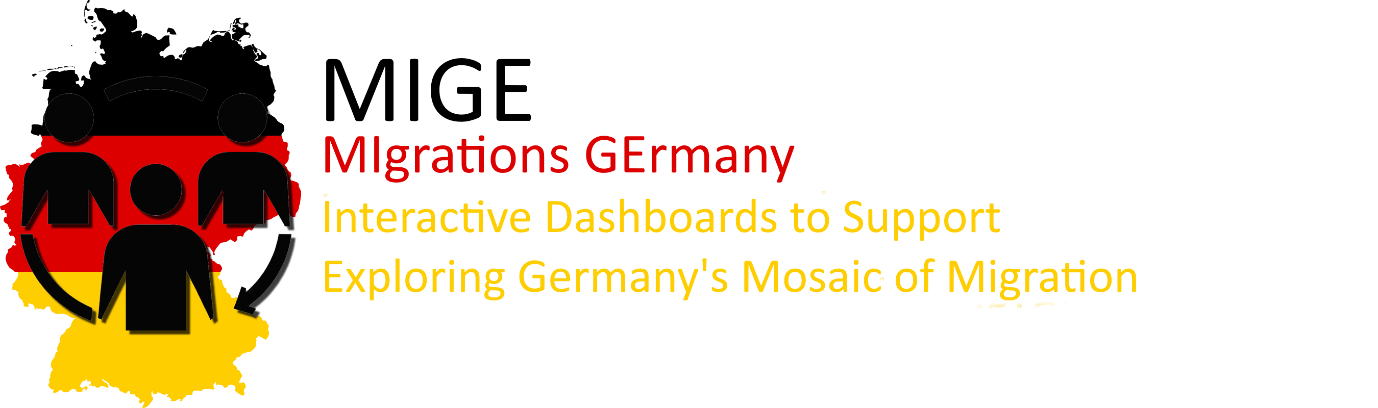 MIGE
MIgrations GErmany
Interactive Dashboards to Support
Exploring Germany's Mosaic of Migration